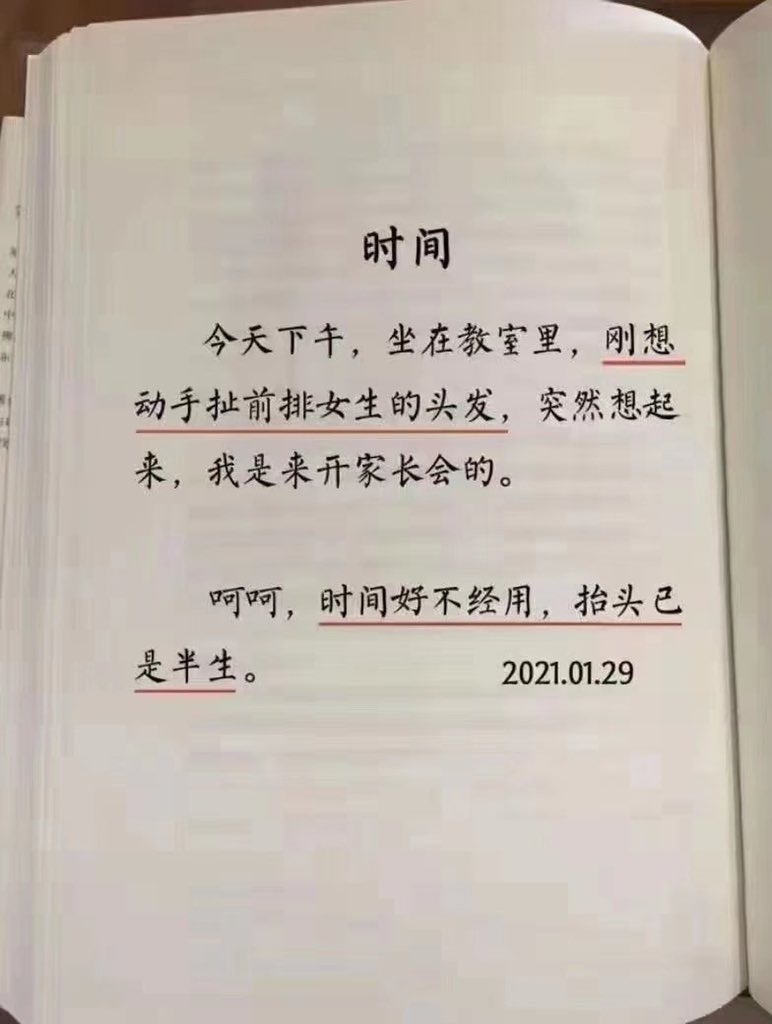 时间
今天下午，坐在教室里，刚想
动手扯前排女生的头发，突然想起
来，我是来开家长会的。
呵呵，时间好不经用，抬头已
是半生。 2021.01.29